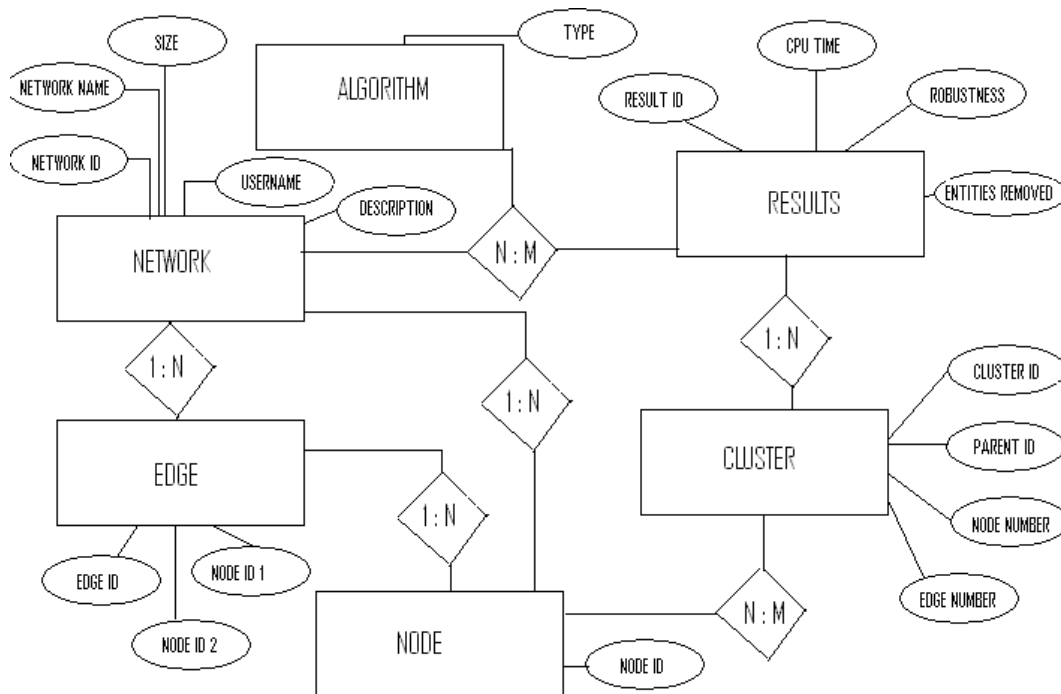 SIZE
TYPE
CPU TIME
NETWORK NAME
ALGORITHM
RESULT ID
ROBUSTNESS
NETWORK ID
USERNAME
DESCRIPTION
RESULTS
ENTITIES REMOVED
NETWORK
N : M
1 : N
1 : N
1 : N
CLUSTER ID
EDGE
CLUSTER
PARENT ID
1 : N
NODE NUMBER
EDGE ID
NODE ID 1
NODE ID 2
NODE
N : M
EDGE NUMBER
NODE ID